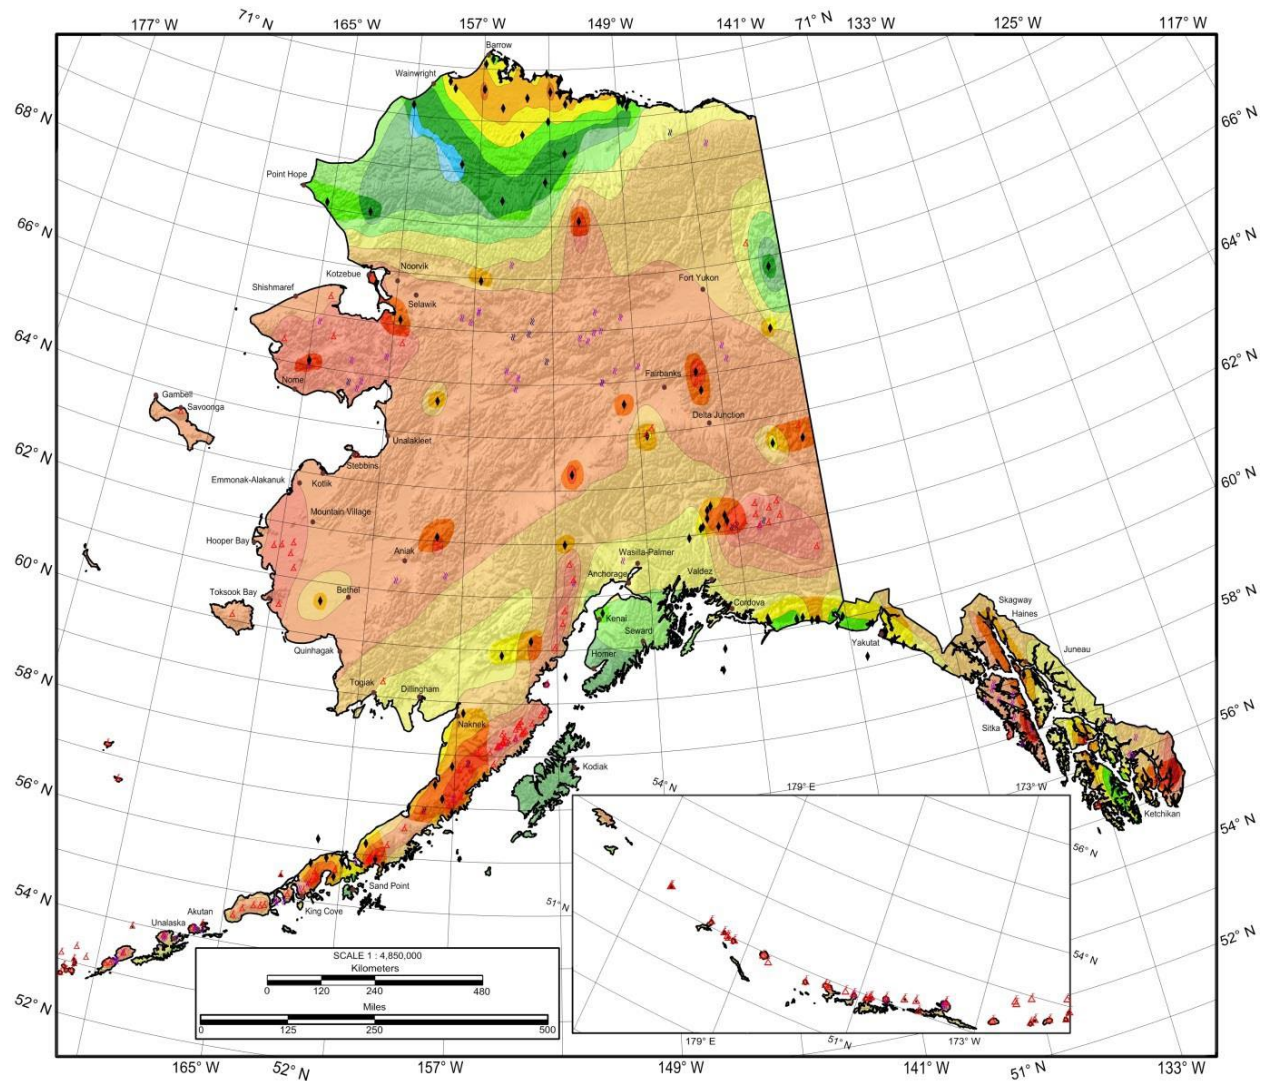 177° W
71° N
165° W
157° W
149° W
141° W
71° N
133° W
125° W
117° W
Barrow
Wainwright
68° N
66° N
Point Hope
66° N
64° N
Kotzebue
Noorvik
Shishmaref
Selawik
Fort Yukon
64° N
62° N
Nome
Fairbanks
Gambell
Savoonga
Delta Junction
62° N
Unalakleet
60° N
Stebbins
Emmonak-Alakanuk
Kotlik
Mountain Village
Hooper Bay
Aniak
Wasilla-Palmer
60° N
Anchorage
Valdez
58° N
Toksook Bay
Bethel
Cordova
Skagway
Haines
Kenai
Seward
Yakutat
Juneau
Quinhagak
Homer
58° N
Togiak
Dillingham
56° N
Naknek
Sitka
Kodiak
56° N
54° N
179° E
173° W
Ketchikan
54° N
56° N
54° N
Sand Point
51° N
Akutan
King Cove
Unalaska
52° N
54° N
SCALE 1 : 4,850,000
Kilometers
0 120 240 480
Miles
0 125 250 500
52° N
179° E
51° N
173° W
165° W
52° N
157° W
149° W
141° W
51° N
133° W